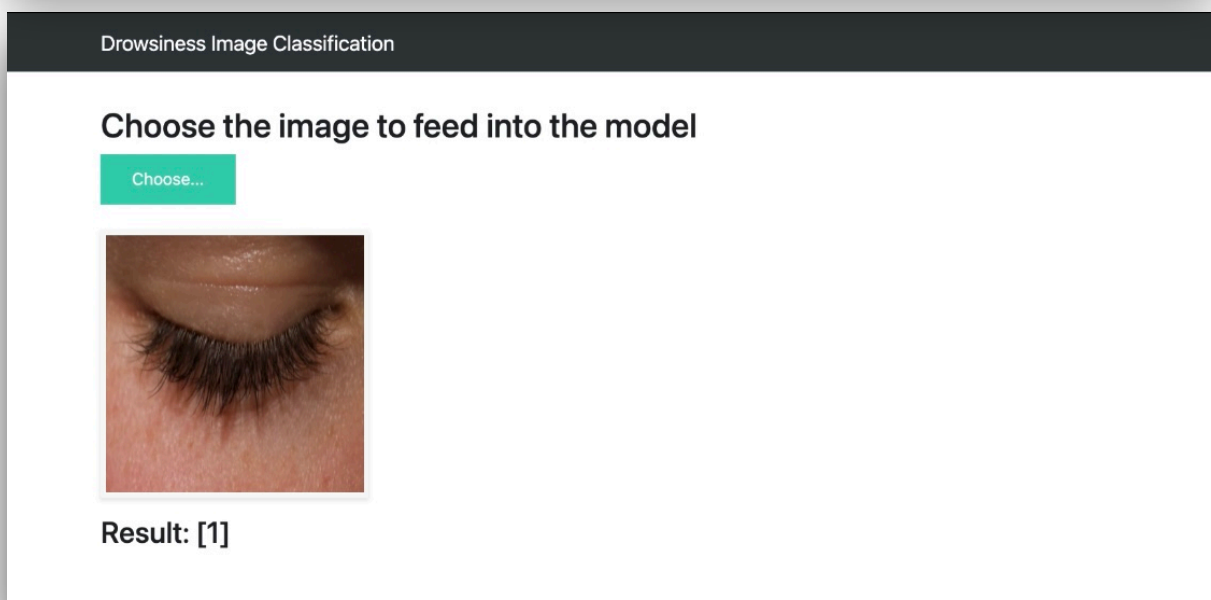 Drowsiness Image Classification
Choose the image to feed into the model
Choose...
Result: [1]